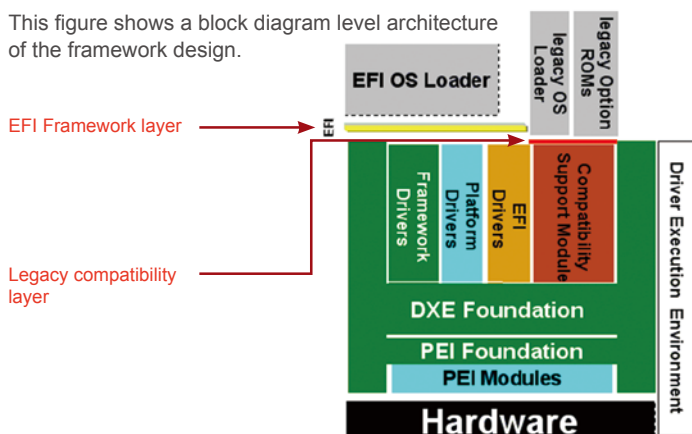 This figure shows a block diagram level architecture
of the framework design.
EFI OS Loader
legacy OS
Loader
legacy Option
ROMs
EFI Framework layer
EFI
Framework
Drivers
Platform
Drivers
EFI
Drivers
Compatibility
Support Module
Driver Execution Environment
Legacy compatibility
layer
DXE Foundation
PEI Foundation
PEI Modules
Hardware